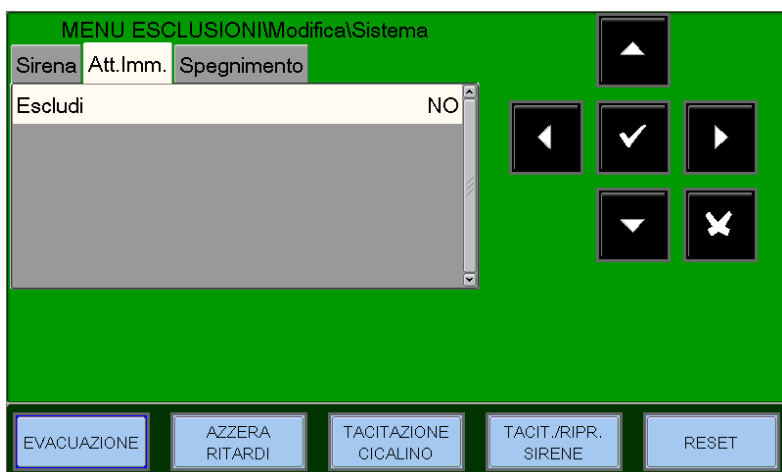 MENU ESCLUSIONI\Modifica\Sistema
Sirena Att.Imm. Spegnimento
Escludi NO
EVACUAZIONE
AZZERA
RITARDI
TACITAZIONE
CICALINO
TACIT./RIPR.
SIRENE
RESET